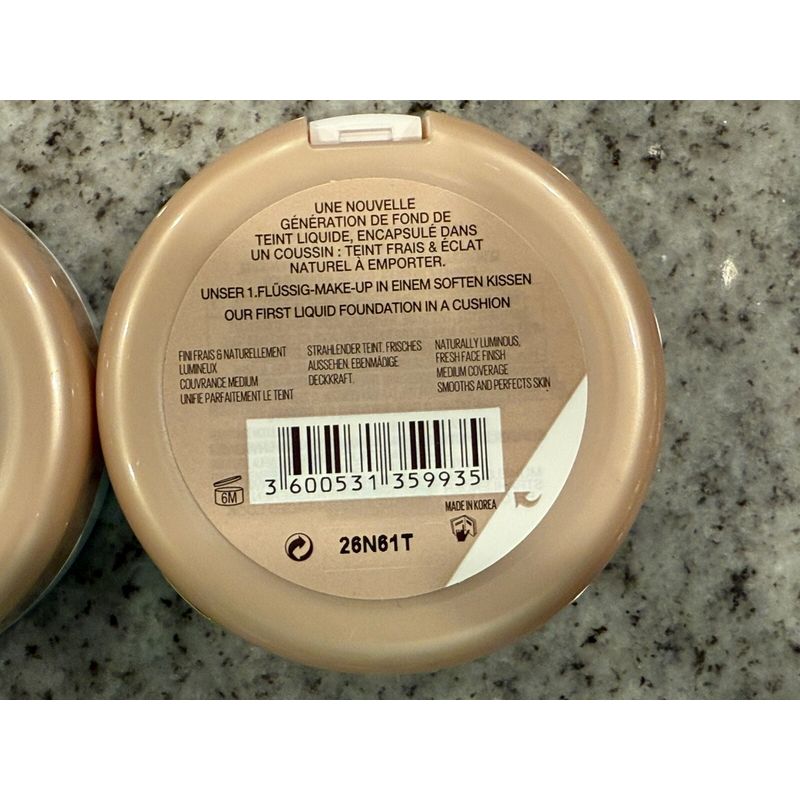 UNE NOUVELLE
GÉNÉRATION DE FOND DE
TEINT LIQUIDE, ENCAPSULÉ DANS
UN COUSSIN : TEINT FRAIS & ÉCLAT
NATUREL À EMPORTER.
UNSER 1.FLÜSSIG-MAKE-UP IN EINEM SOFTEN KISSEN
OUR FIRST LIQUID FOUNDATION IN A CUSHION
FINI FRAIS & NATURELLEMENT
LUMINEUX
COUVRANCE MEDIUM
UNIFIE PARFAITEMENT LE TEINT
STRAHLENDER TEINT, FRISCHES
AUSSEHEN, EBENMÄDIGE
DECKKRAFT.
NATURALLY LUMINOUS,
FRESH FACE FINISH
MEDIUM COVERAGE
SMOOTHS AND PERFECTS SKIN
3 600531 359935
6M
MADE IN KOREA
26N61T